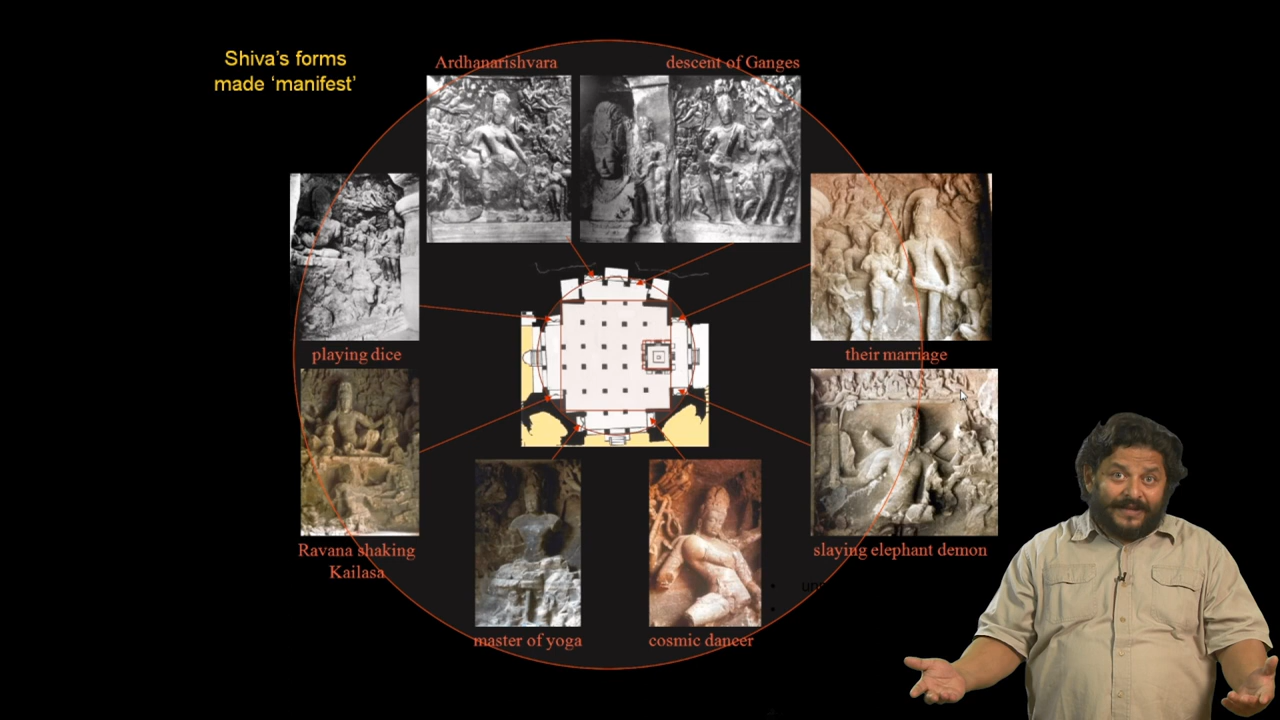 Shiva’s forms
made ‘manifest’
Ardhanarishvara
descent of Ganges
playing dice
their marriage
Ravana shaking
Kailasa
slaying elephant demon
master of yoga
cosmic dancer